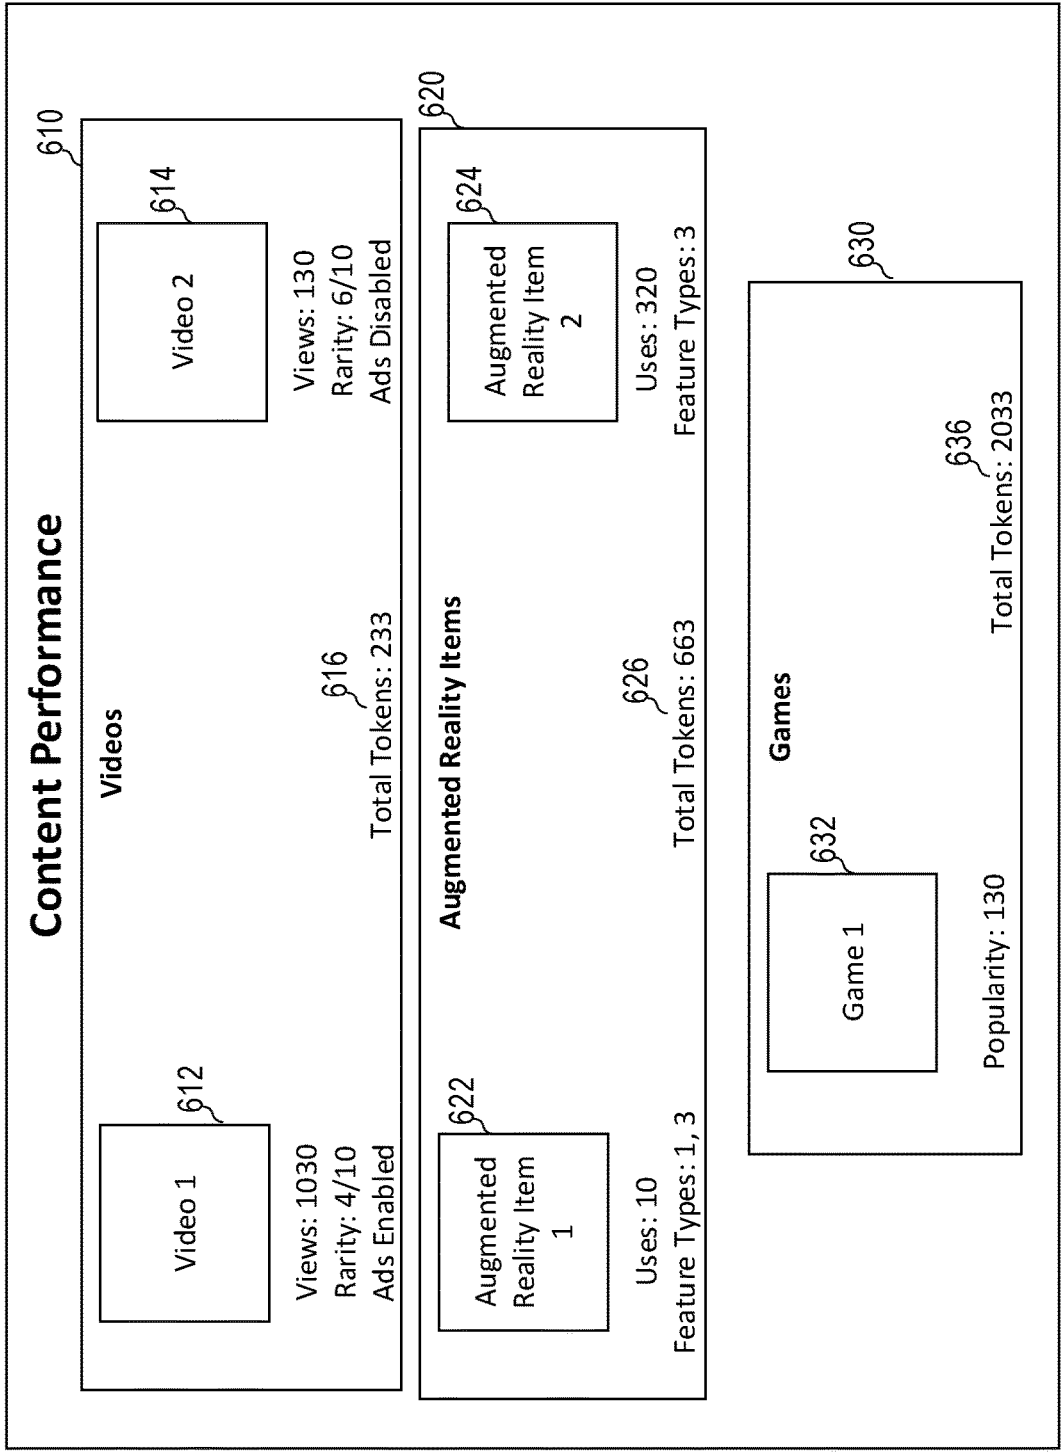 Content Performance
610
Videos
Video 1
612
Views: 1030
Rarity: 4/10
Ads Enabled
616
Total Tokens: 233
Video 2
614
Views: 130
Rarity: 6/10
Ads Disabled
620
Augmented Reality Items
Augmented
Reality Item
1
622
Uses: 10
Feature Types: 1, 3
626
Total Tokens: 663
Augmented
Reality Item
2
624
Uses: 320
Feature Types: 3
630
Games
Game 1
632
Popularity: 130
636
Total Tokens: 2033